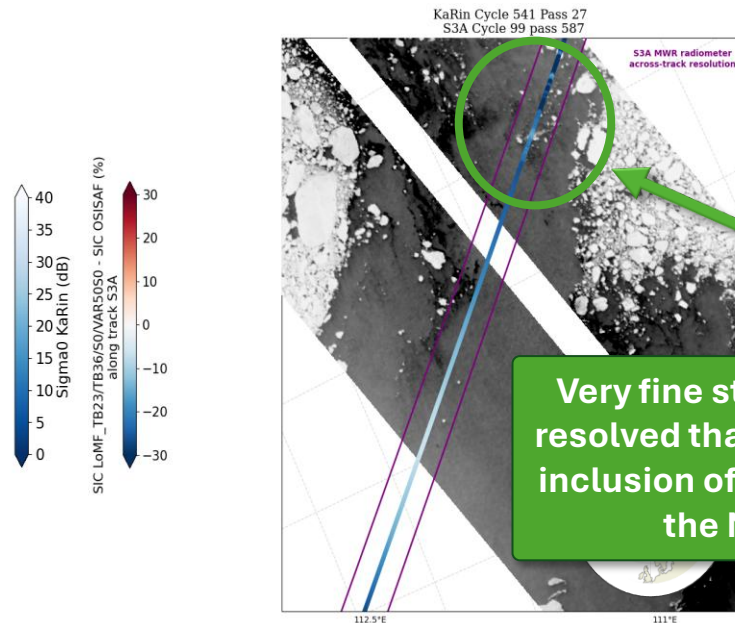 KaRin Cycle 541 Pass 27
S3A Cycle 99 pass 587
S3A MWR radiometer
across-track resolution
40
35
30
25
20
15
10
5
0
Sigma0 KaRin (dB)
SIC LoMF_TB23/TB36/S0/VAR50S0 - SIC OSISAF (%)
along track S3A
30
20
10
0
−10
−20
−30
Very fine st
resolved tha
inclusion of
the
112.5°E
111°E